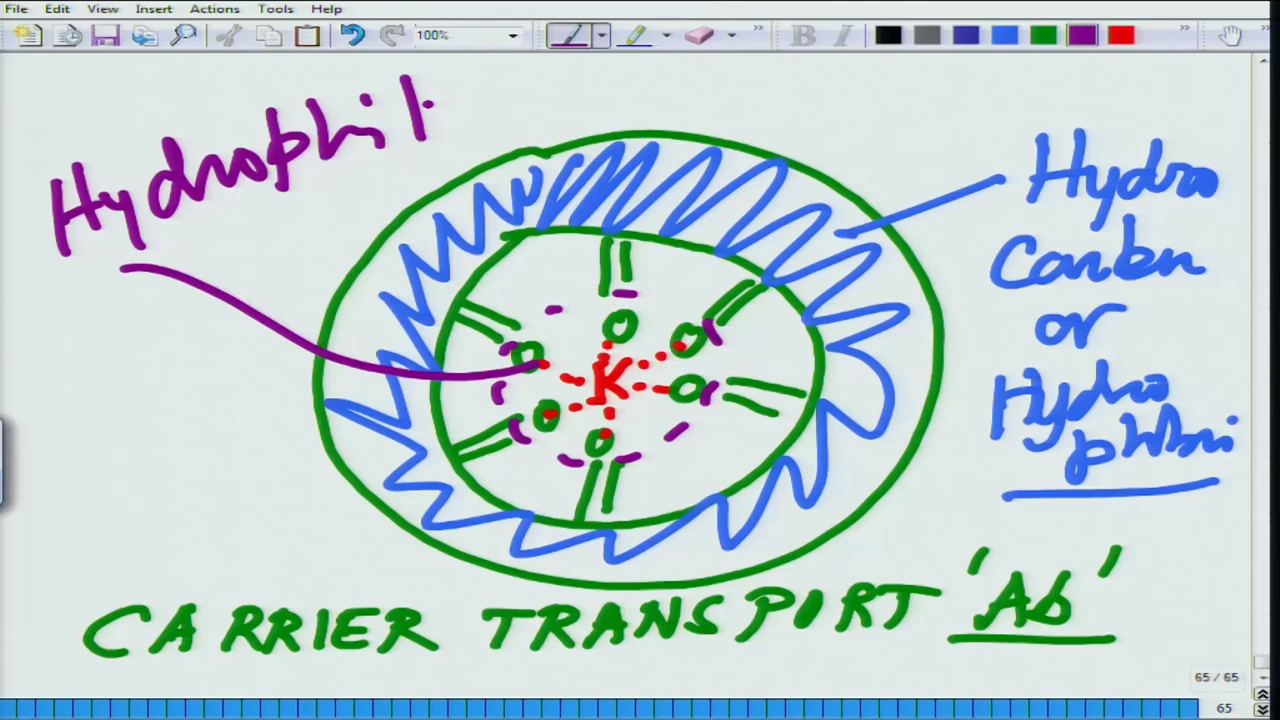 File Edit View Insert Actions Tools Help
100%
B I
Hydrophil
Hydro
Carbon
or
Hydro
phobi
O
O O
K
O O
O
CARRIER TRANSPORT 'Ab'
65 / 65
65